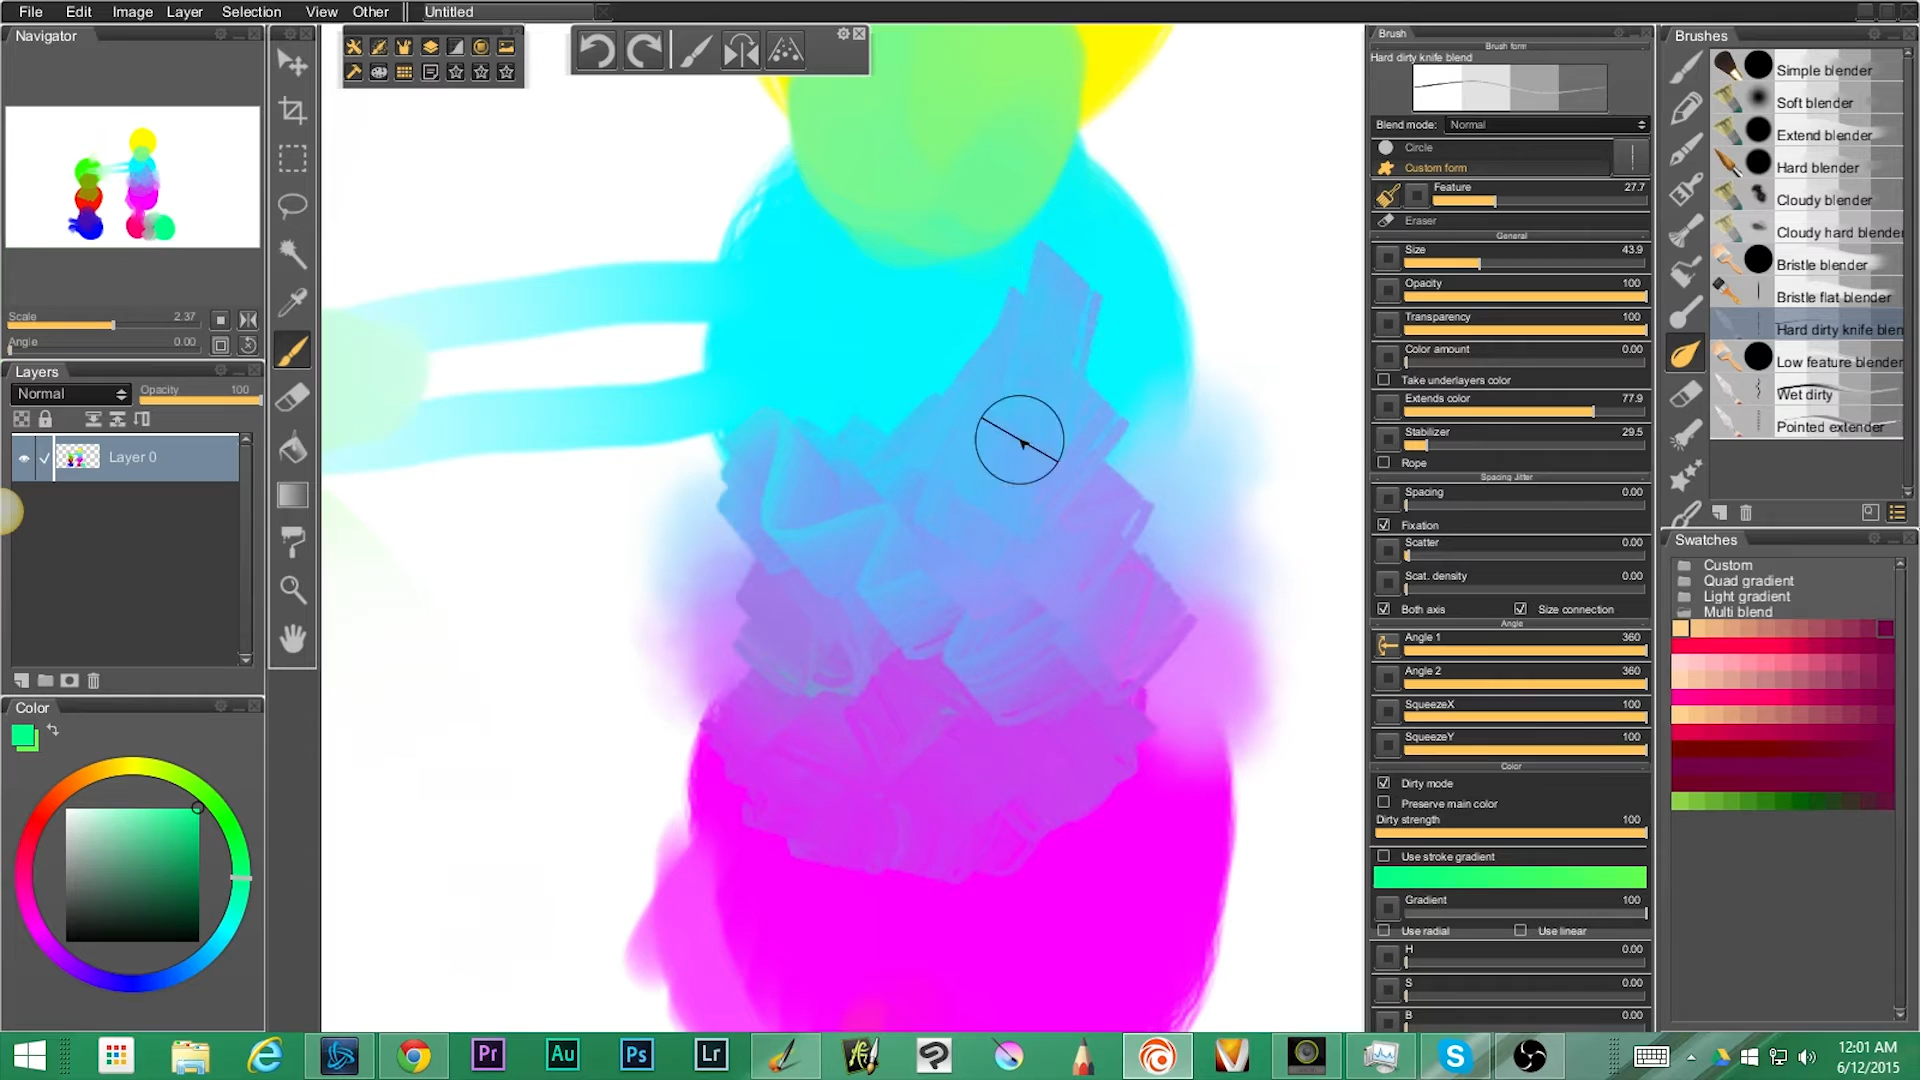 File Edit Image Layer Selection View Other Untitled
Navigator
Scale 2.37
Angle 0.00
Layers
Normal Opacity 100
Layer 0
Color
Brush
Brush form
Hard dirty knife blend
Blend mode: Normal
Circle
Custom form
Feature 27.7
Eraser
General
Size 43.9
Opacity 100
Transparency 100
Color amount 0.00
Take underlayers color
Extends color 77.9
Stabilizer 29.5
Rope
Spacing Jitter
Spacing 0.00
Fixation
Scatter 0.00
Scat. density 0.00
Both axis Size connection
Angle
Angle 1 360
Angle 2 360
SqueezeX 100
SqueezeY 100
Color
Dirty mode
Preserve main color
Dirty strength 100
Use stroke gradient
Gradient 100
Use radial Use linear
H 0.00
S 0.00
B 0.00
Brushes
Simple blender
Soft blender
Extend blender
Hard blender
Cloudy blender
Cloudy hard blender
Bristle blender
Bristle flat blender
Hard dirty knife blen
Low feature blender
Wet dirty
Pointed extender
Swatches
Custom
Quad gradient
Light gradient
Multi blend
Pr Au Ps Lr
12:01 AM
6/12/2015